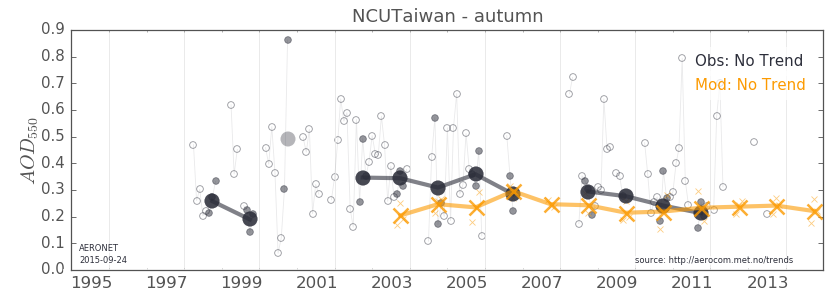 NCUTaiwan - autumn
0.9
0.8
0.7
0.6
0.5
0.4
0.3
0.2
0.1
0.0
AOD550
Obs: No Trend
Mod: No Trend
AERONET
2015-09-24
source: http://aerocom.met.no/trends
1995 1997 1999 2001 2003 2005 2007 2009 2011 2013